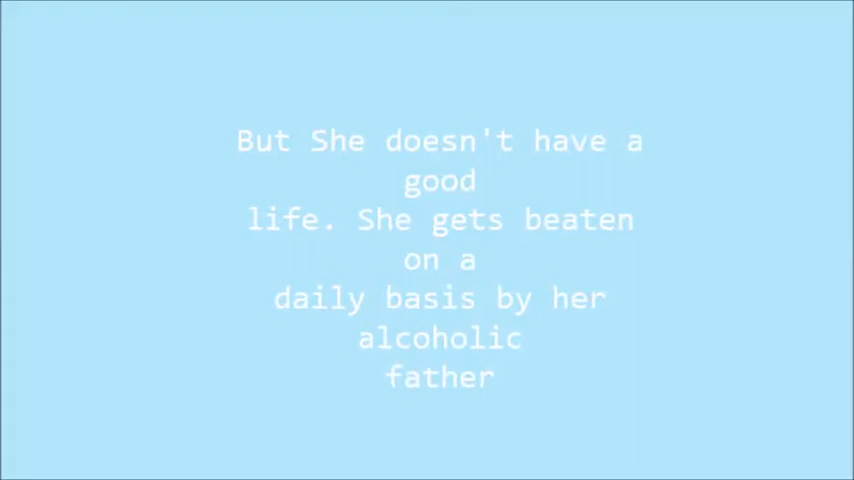 But She doesn't have a
good
life. She gets beaten
on a
daily basis by her
alcoholic
father